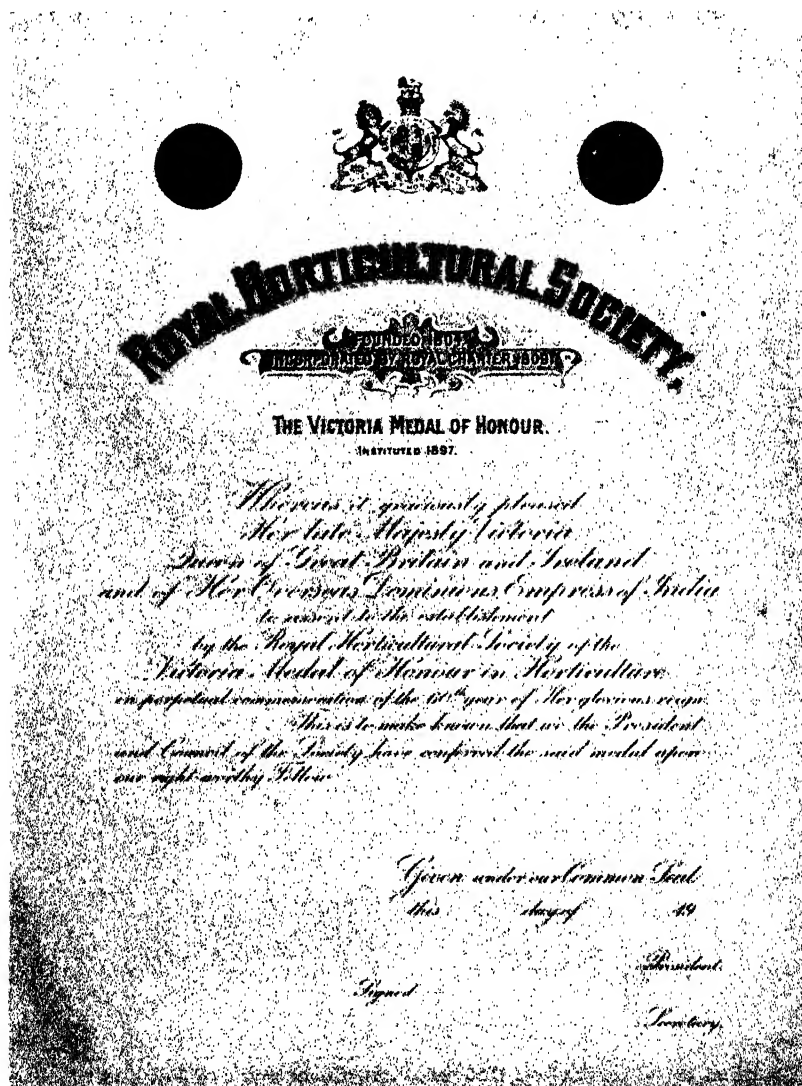 ROYAL HORTICULTURAL SOCIETY.
FOUNDED 1804
INCORPORATED BY ROYAL CHARTER 1809
THE VICTORIA MEDAL OF HONOUR.
INSTITUTED 1897.
Whereas it graciously pleased
Her late Majesty Victoria
Queen of Great Britain and Ireland
and of Her Overseas Dominions Empress of India
to assent to the establishment
by the Royal Horticultural Society of the
Victoria Medal of Honour in Horticulture
in perpetual commemoration of the 60th year of Her glorious reign
This is to make known that we the President
and Council of the Society have conferred the said medal upon
our right worthy Fellow
Given under our Common Seal
this day of 19
President.
Signed
Secretary.